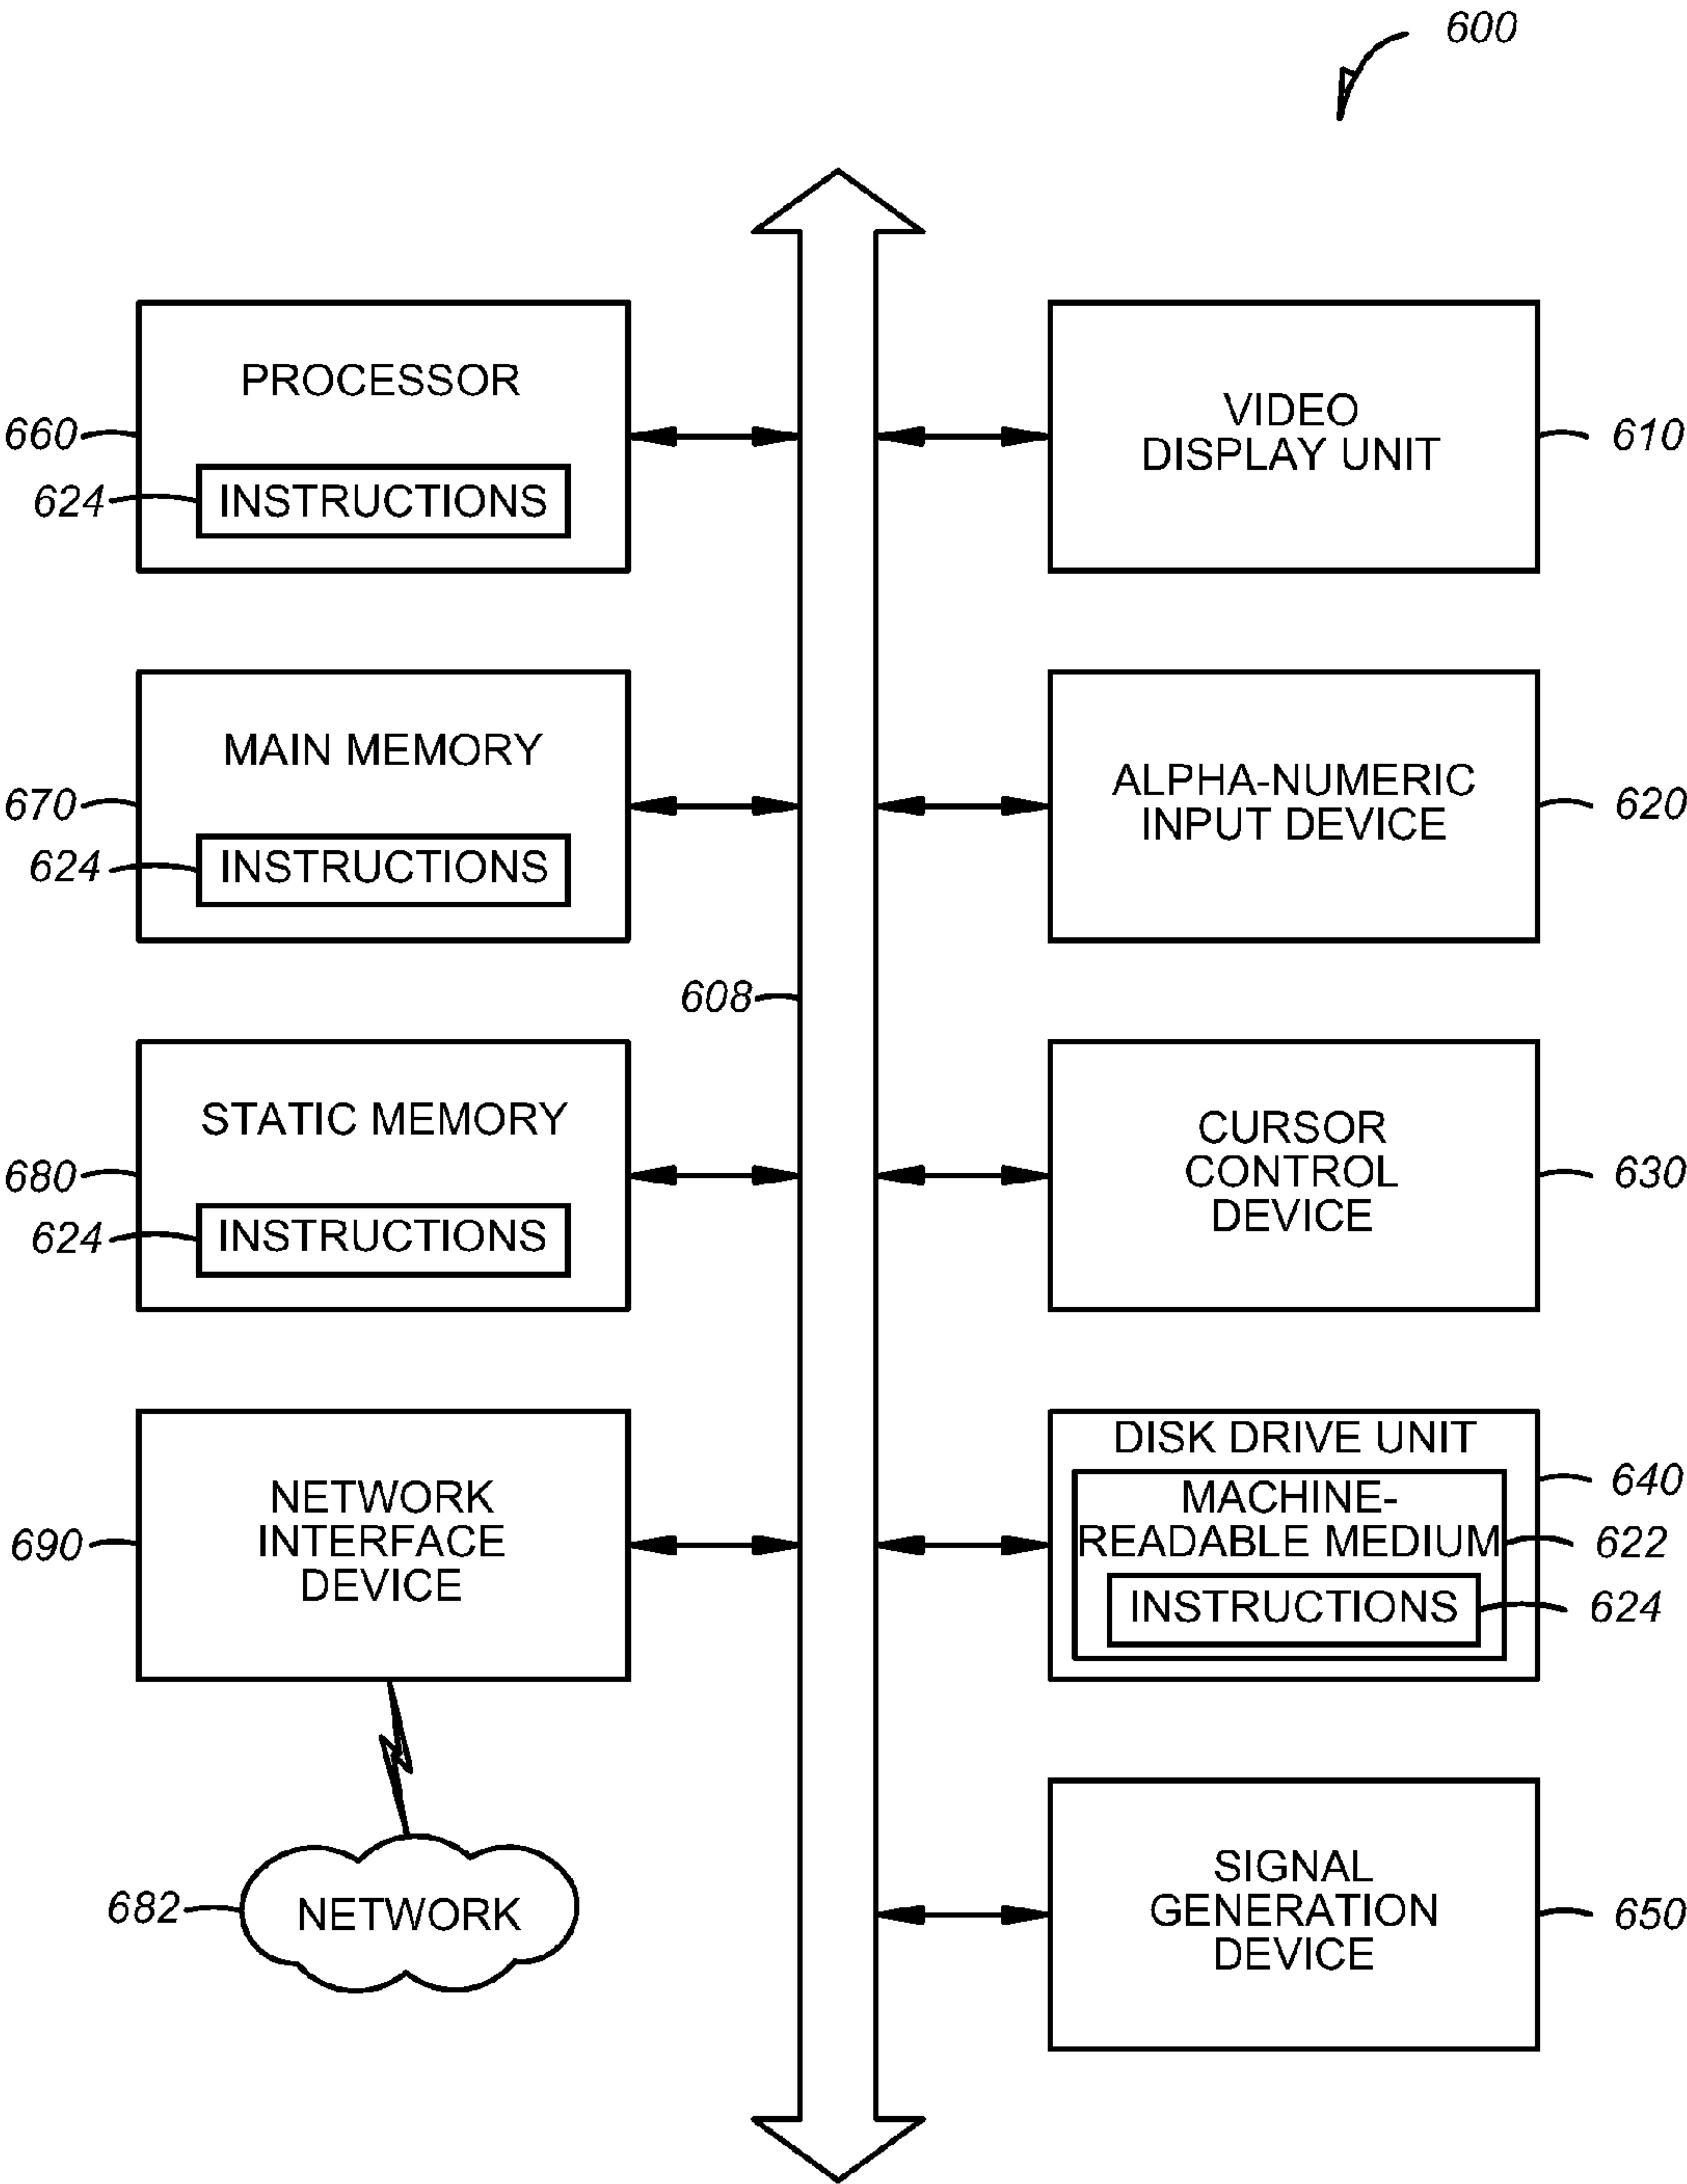 600
PROCESSOR
660
624
INSTRUCTIONS
VIDEO
DISPLAY UNIT
610
MAIN MEMORY
670
624
INSTRUCTIONS
ALPHA-NUMERIC
INPUT DEVICE
620
608
STATIC MEMORY
680
624
INSTRUCTIONS
CURSOR
CONTROL
DEVICE
630
NETWORK
INTERFACE
DEVICE
690
DISK DRIVE UNIT
640
MACHINE-
READABLE MEDIUM
622
INSTRUCTIONS
624
682
NETWORK
SIGNAL
GENERATION
DEVICE
650